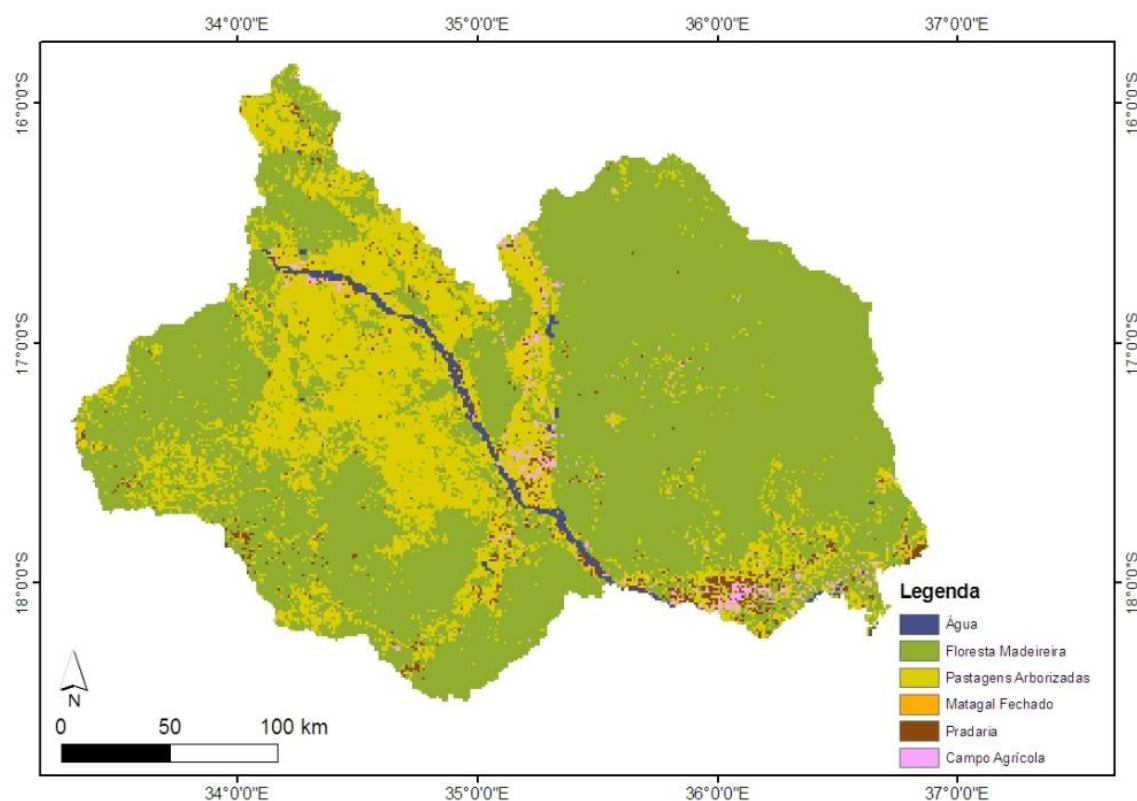 34°0'0"E 35°0'0"E 36°0'0"E 37°0'0"E
16°0'0"S 16°0'0"S
17°0'0"S 17°0'0"S
18°0'0"S 18°0'0"S
Legenda
Água
Floresta Madeireira
Pastagens Arborizadas
Matagal Fechado
Pradaria
Campo Agrícola
N
0 50 100 km
34°0'0"E 35°0'0"E 36°0'0"E 37°0'0"E